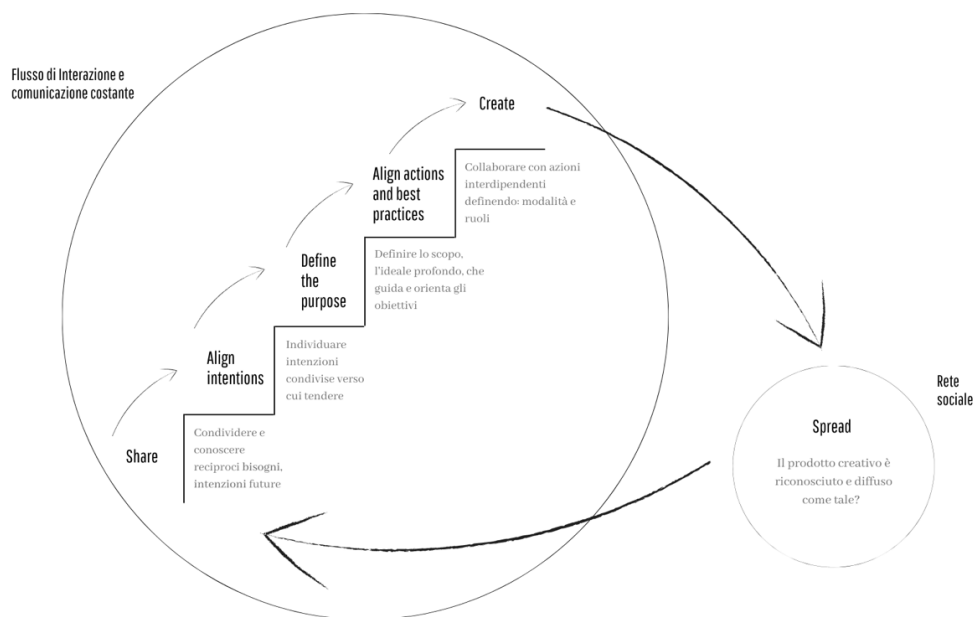 Flusso di Interazione e
comunicazione costante
Create
Align actions
and best
practices
Collaborare con azioni
interdipendenti
definendo: modalità e
ruoli
Define
the
purpose
Definire lo scopo,
l'ideale profondo, che
guida e orienta gli
obiettivi
Align
intentions
Individuare
intenzioni
condivise verso
cui tendere
Share
Condividere e
conoscere
reciproci bisogni,
intenzioni future
Rete
sociale
Spread
Il prodotto creativo è
riconosciuto e diffuso
come tale?